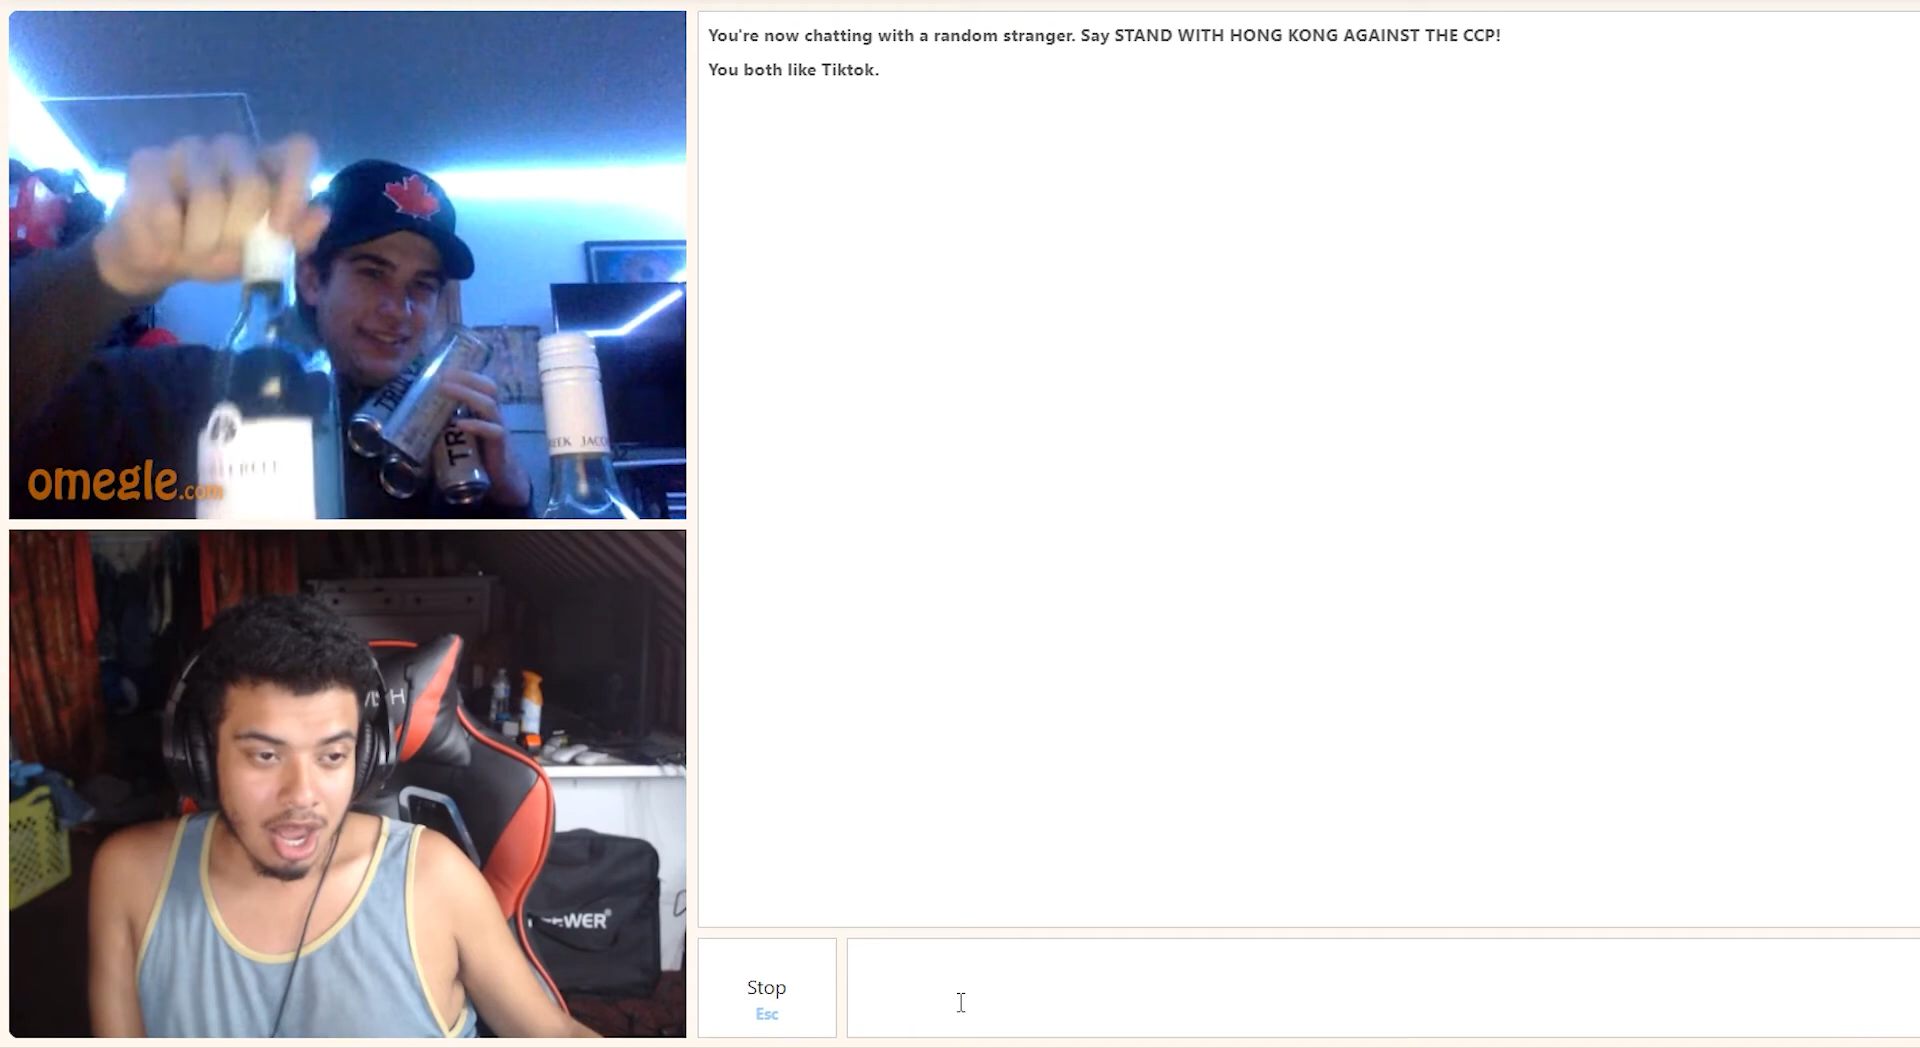 You're now chatting with a random stranger. Say STAND WITH HONG KONG AGAINST THE CCP!
You both like Tiktok.
omegle.com
Stop
Esc